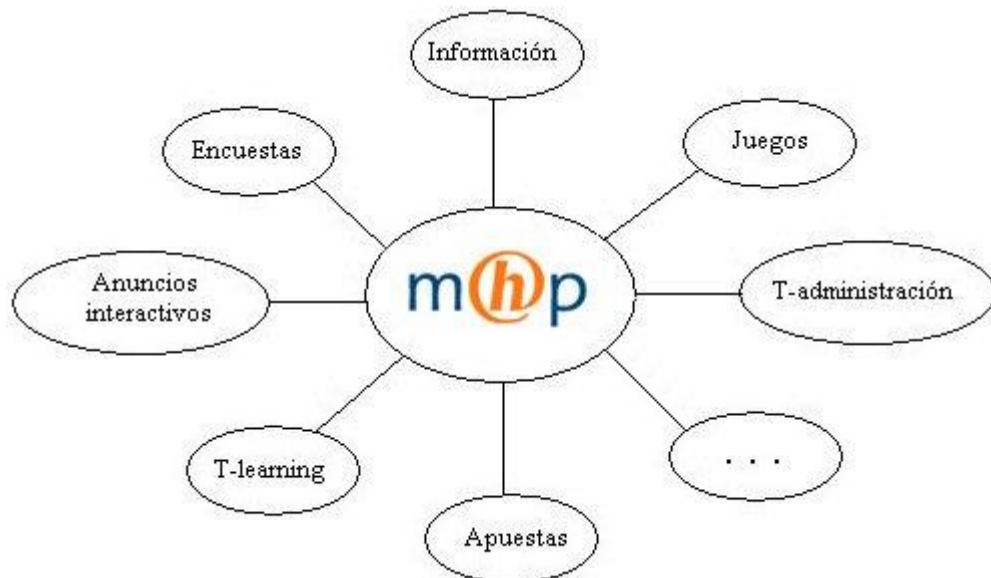 Información
Encuestas
Juegos
Anuncios
interactivos
mhp
T-administración
T-learning
. . .
Apuestas